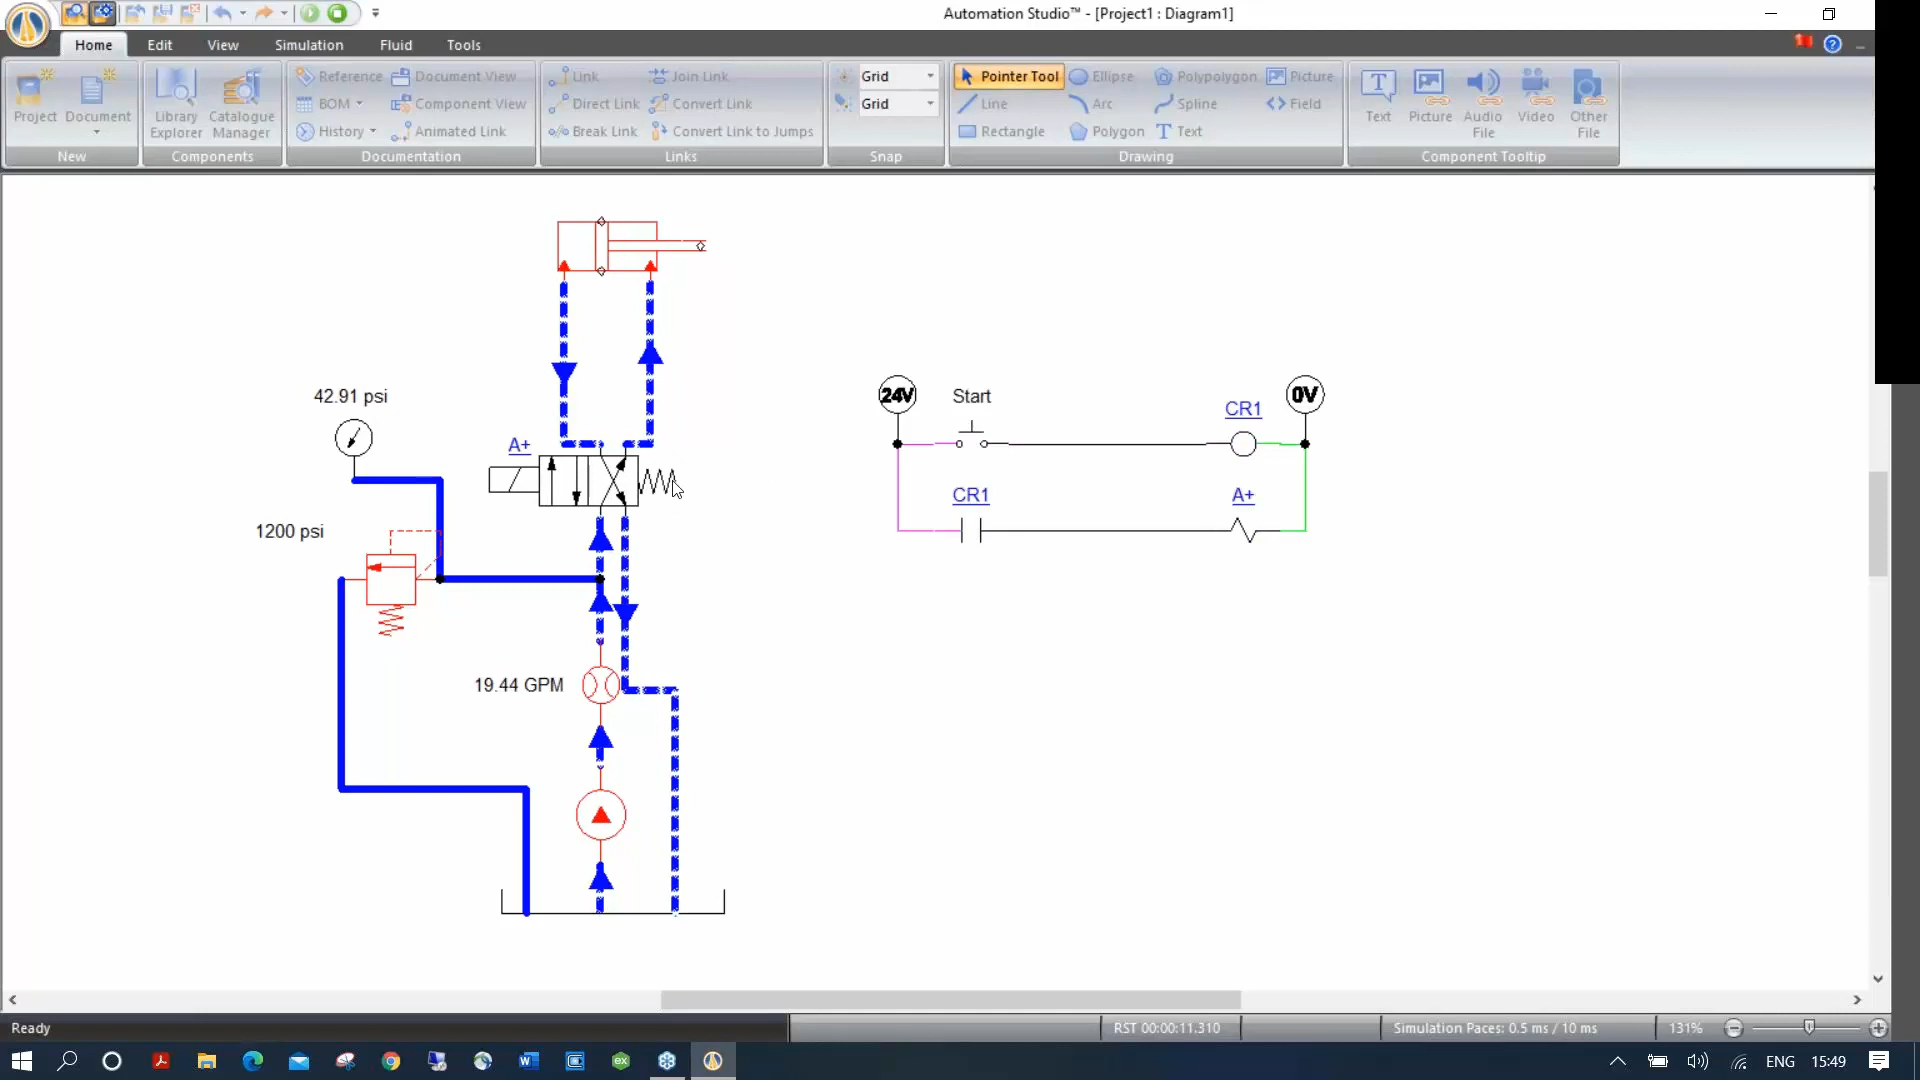 Automation Studio™ - [Project1 : Diagram1]
Home Edit View Simulation Fluid Tools
Project Document
New
Library Explorer
Catalogue Manager
Components
Reference Document View
BOM Component View
History Animated Link
Documentation
Link Join Link
Direct Link Convert Link
Break Link Convert Link to Jumps
Links
Grid
Grid
Snap
Pointer Tool Ellipse Polypolygon Picture
Line Arc Spline Field
Rectangle Polygon Text
Drawing
Text Picture Audio File Video Other File
Component Tooltip
42.91 psi
A+
1200 psi
19.44 GPM
24V Start CR1 0V
CR1 A+
Ready RST 00:00:11.310 Simulation Paces: 0.5 ms / 10 ms 131%
ENG 15:49